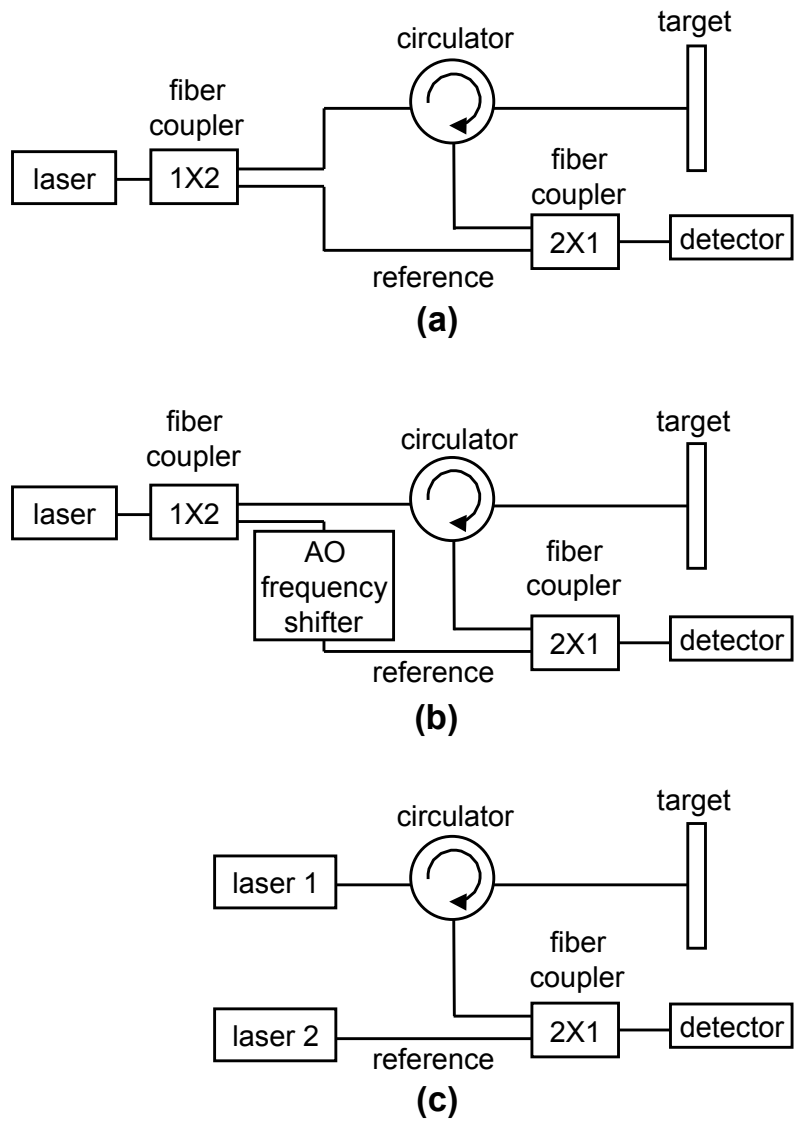 circulator
target
fiber
coupler
laser
1X2
fiber
coupler
2X1
detector
reference
(a)
fiber
coupler
circulator
target
laser
1X2
AO
frequency
shifter
fiber
coupler
2X1
detector
reference
(b)
circulator
target
laser 1
fiber
coupler
laser 2
2X1
detector
reference
(c)